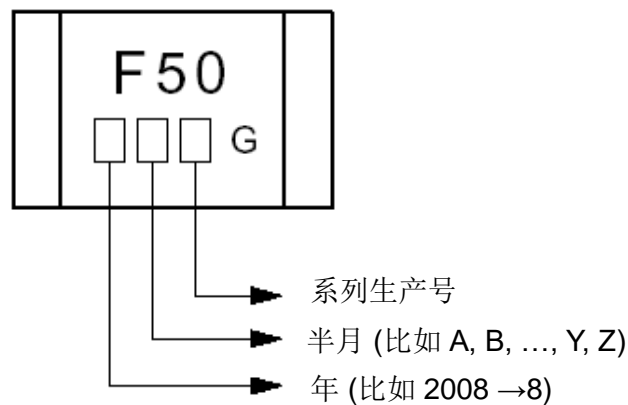 F50
□□□ G
系列生产号
半月 (比如 A, B, …, Y, Z)
年 (比如 2008 →8)